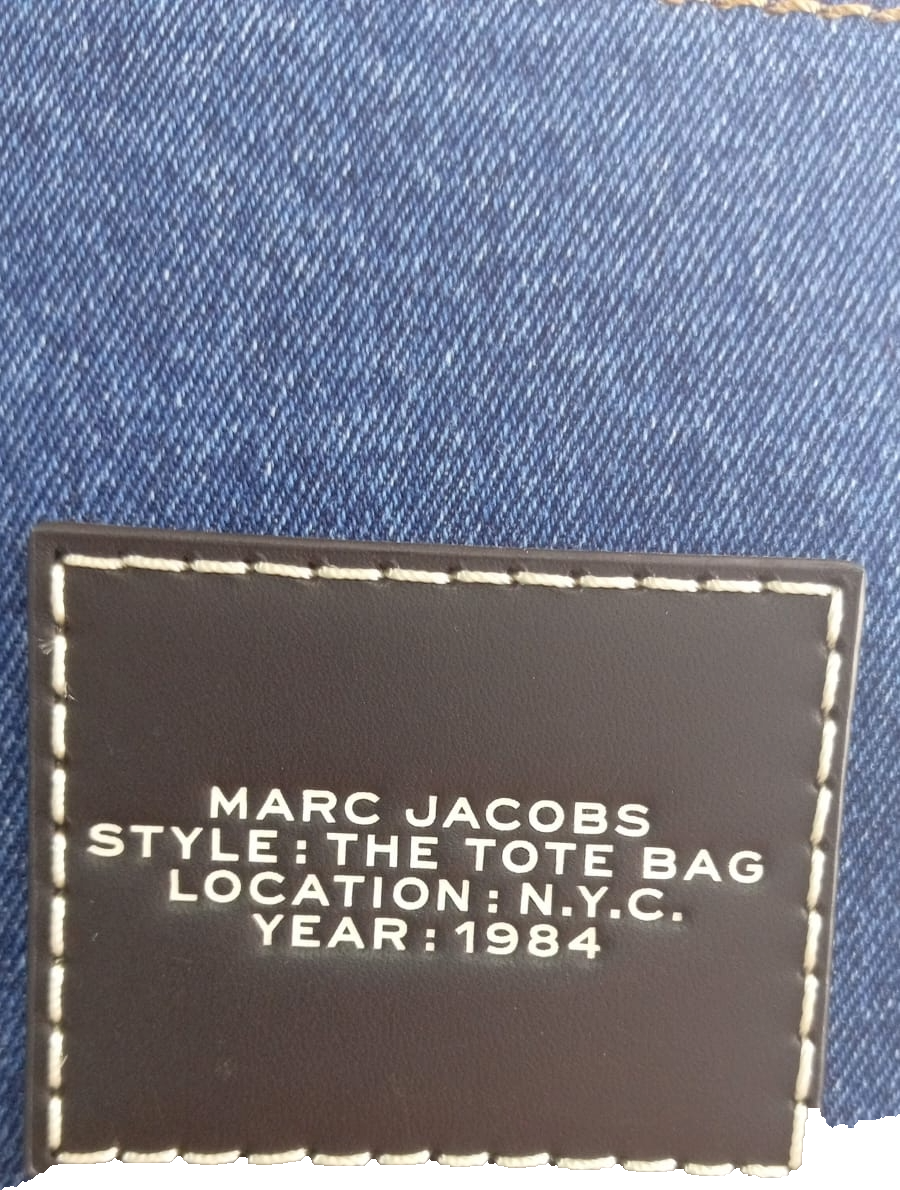 MARC JACOBS
STYLE: THE TOTE BAG
LOCATION: N.Y.C.
YEAR: 1984